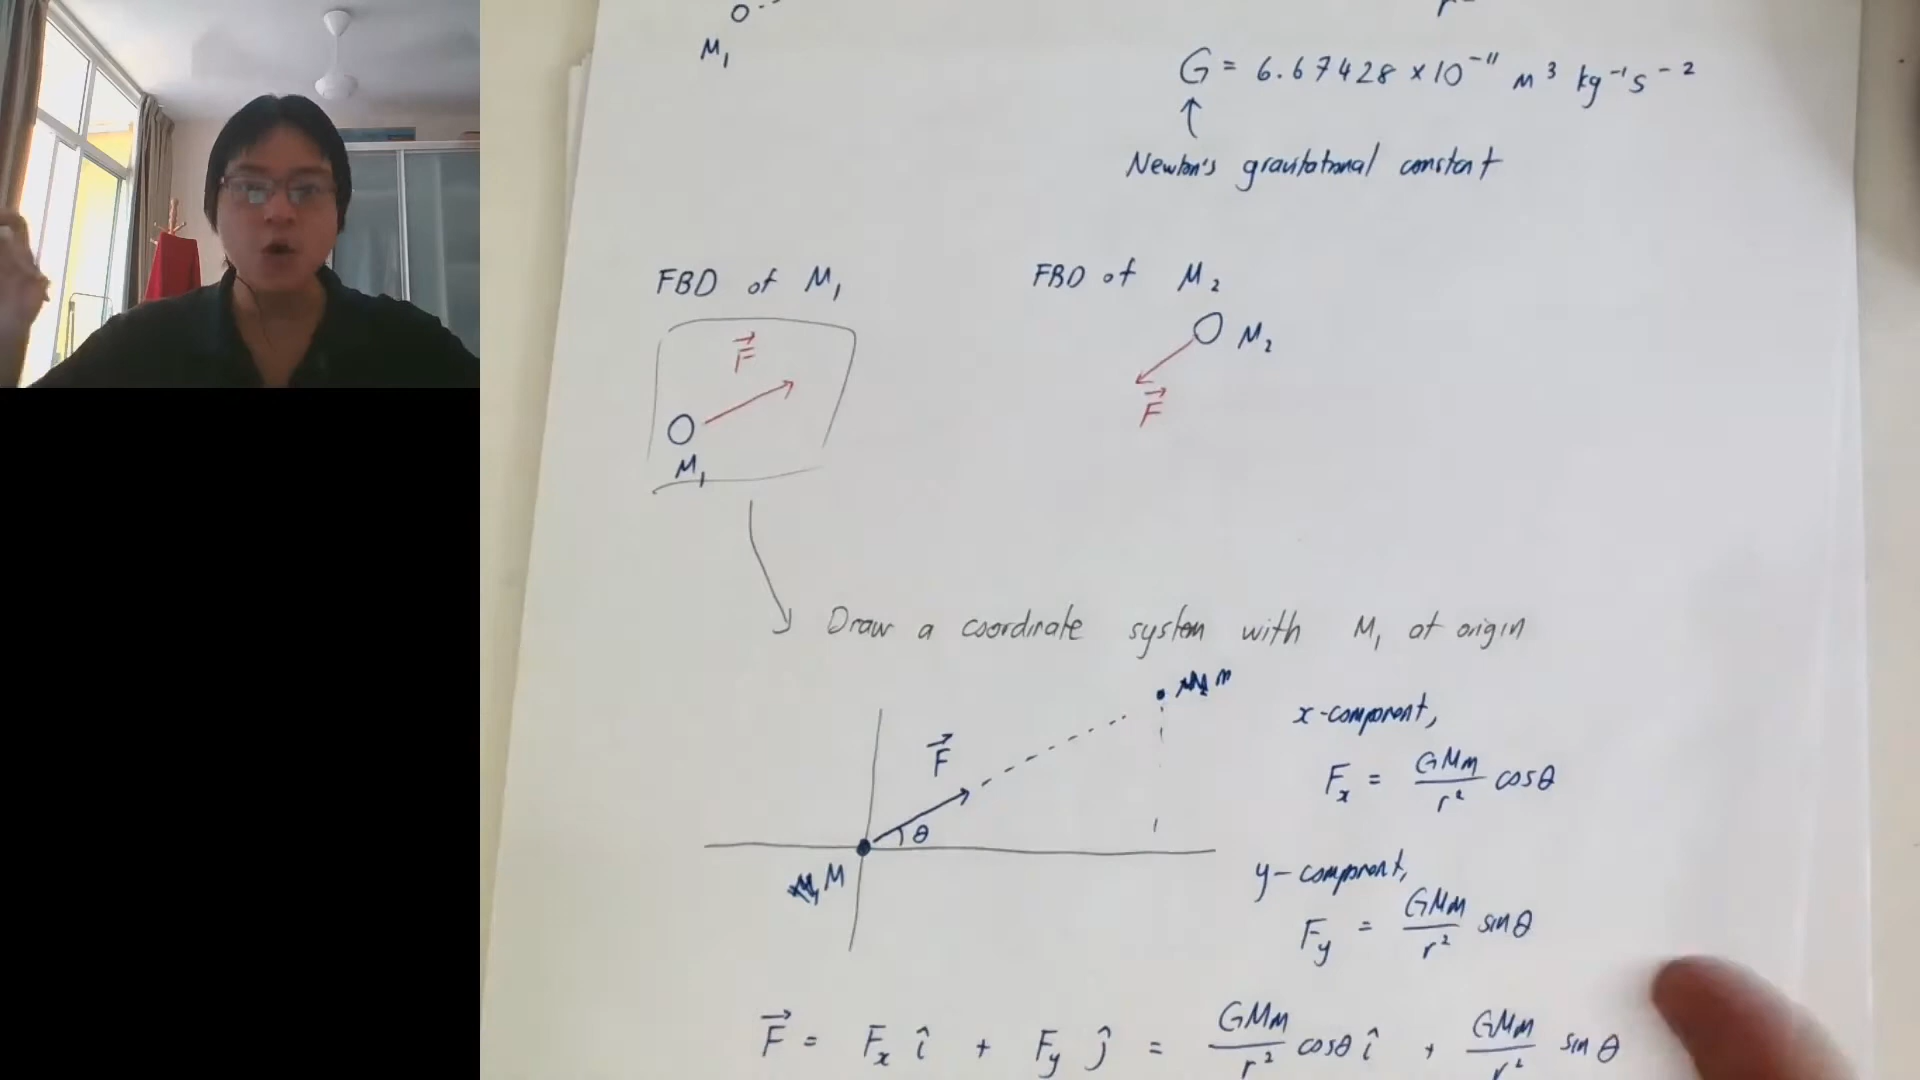 M₁
G = 6.67428 × 10⁻¹¹ m³ kg⁻¹ s⁻²
↑
Newton's gravitational constant
FBD of M₁
FBD of M₂
F⃗
M₁
M₂
F⃗
Draw a coordinate system with M₁ at origin
m
F⃗
θ
M
x-component,
Fₓ = GMm/r² cosθ
y-component,
F_y = GMm/r² sinθ
F⃗ = Fₓ î + F_y ĵ = GMm/r² cosθ î + GMm/r² sinθ